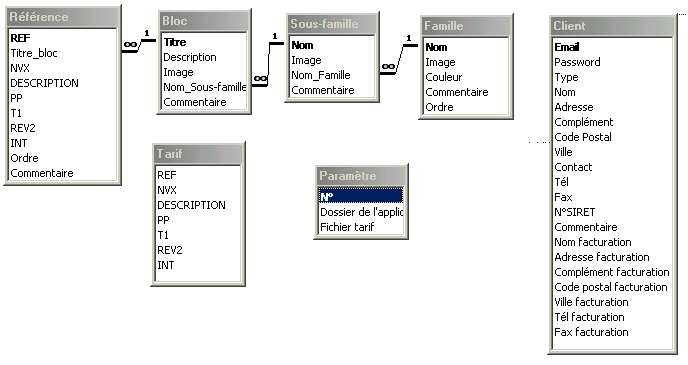 Référence
REF
Titre_bloc
NVX
DESCRIPTION
PP
T1
REV2
INT
Ordre
Commentaire
∞ 1
Bloc
Titre
Description
Image
Nom_Sous-famille
Commentaire
1
∞
Sous-famille
Nom
Image
Nom_Famille
Commentaire
1
∞
Famille
Nom
Image
Couleur
Commentaire
Ordre
Client
Email
Password
Type
Nom
Adresse
Complément
Code Postal
Ville
Contact
Tél
Fax
N°SIRET
Commentaire
Nom facturation
Adresse facturation
Complément facturation
Code postal facturation
Ville facturation
Tél facturation
Fax facturation
Tarif
REF
NVX
DESCRIPTION
PP
T1
REV2
INT
Paramètre
N°
Dossier de l'applic
Fichier tarif